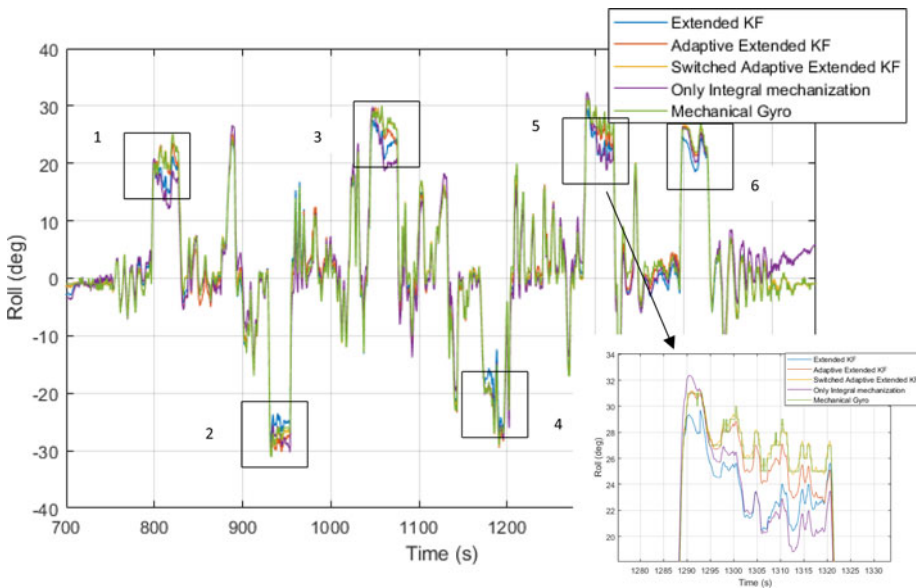 Extended KF
Adaptive Extended KF
Switched Adaptive Extended KF
Only Integral mechanization
Mechanical Gyro
40
30
20
10
0
-10
-20
-30
-40
Roll (deg)
1
2
3
4
5
6
700
800
900
1000
1100
1200
Time (s)
Extended KF
Adaptive Extended KF
Switched Adaptive Extended KF
Only Integral mechanization
Mechanical Gyro
34
32
30
28
26
24
22
20
Roll (deg)
1280
1285
1290
1295
1300
1305
1310
1315
1320
1325
1330
Time (s)